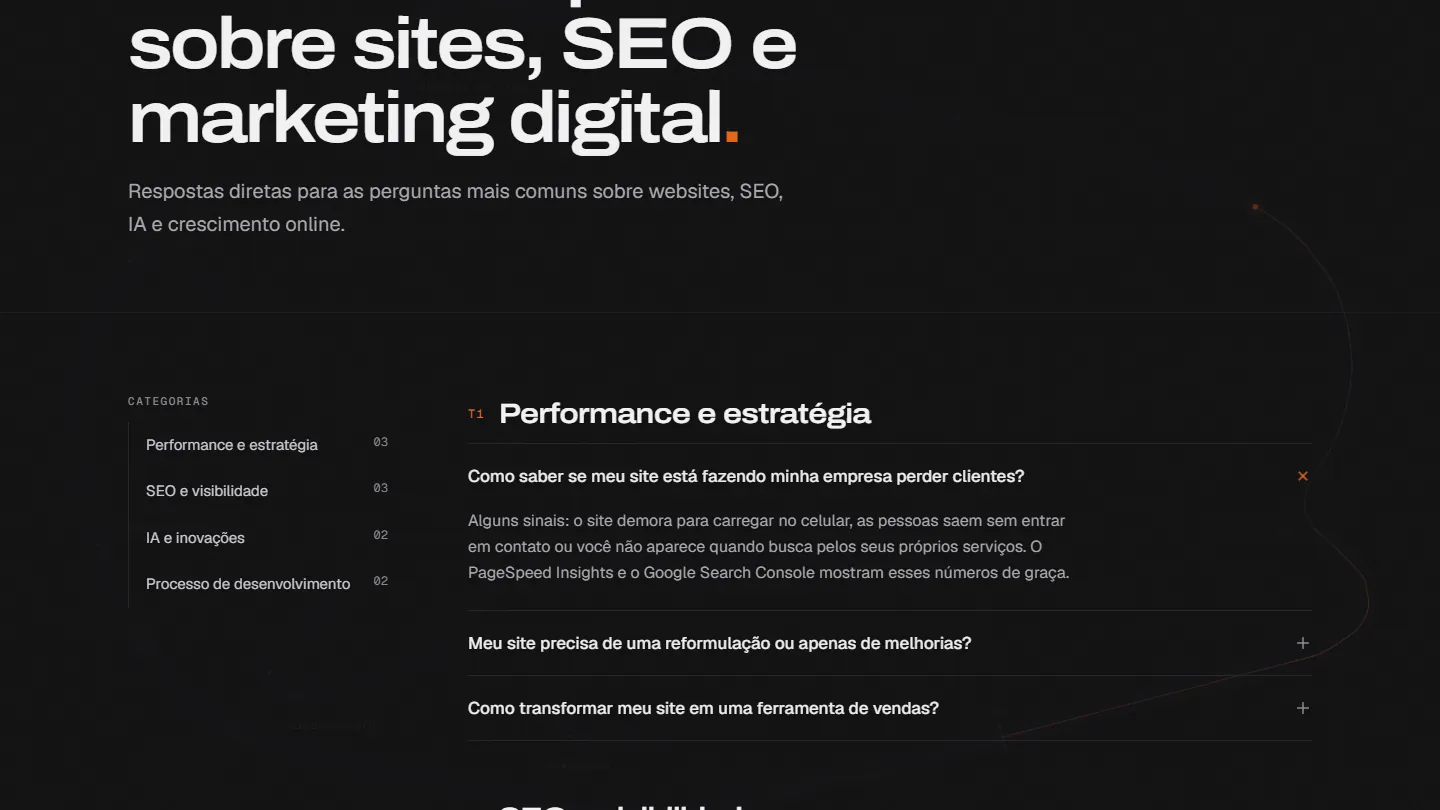 sobre sites, SEO e
marketing digital.
Respostas diretas para as perguntas mais comuns sobre websites, SEO,
IA e crescimento online.
CATEGORIAS
Performance e estratégia 03
SEO e visibilidade 03
IA e inovações 02
Processo de desenvolvimento 02
T1 Performance e estratégia
Como saber se meu site está fazendo minha empresa perder clientes?
Alguns sinais: o site demora para carregar no celular, as pessoas saem sem entrar
em contato ou você não aparece quando busca pelos seus próprios serviços. O
PageSpeed Insights e o Google Search Console mostram esses números de graça.
Meu site precisa de uma reformulação ou apenas de melhorias?
Como transformar meu site em uma ferramenta de vendas?